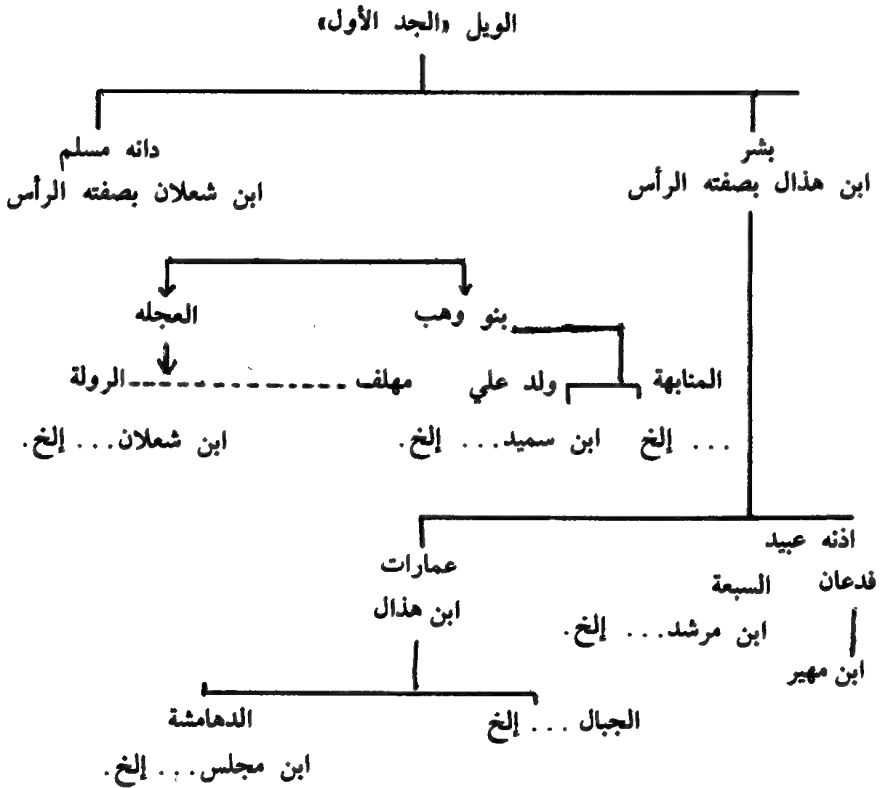 الويل «الجد الأول»
بشر
ابن هذال بصفته الرأس
دانه مسلم
ابن شعلان بصفته الرأس
بنو وهب
العجله
المنابهة
ولد علي
مهلف
الرولة
... إلخ
ابن سميد... إلخ.
ابن شعلان... إلخ.
اذنه عبيد
فدعان
السبعة
ابن مرشد... إلخ.
ابن مهير
عمارات
ابن هذال
الجبال ... إلخ
الدهامشة
ابن مجلس... إلخ.